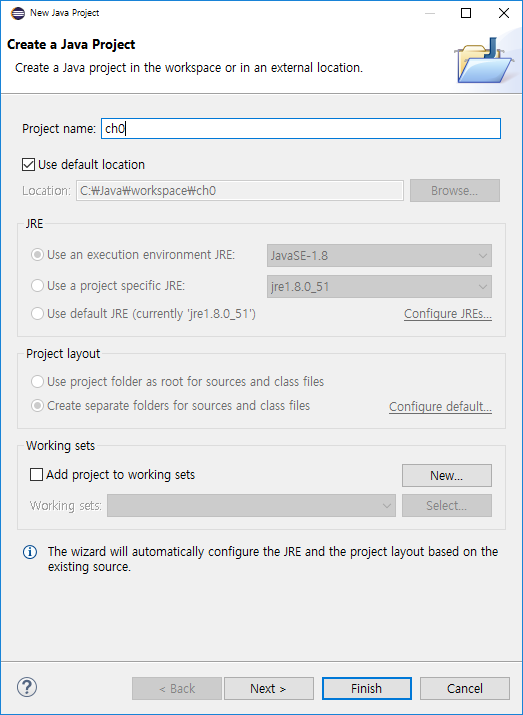 New Java Project
Create a Java Project
Create a Java project in the workspace or in an external location.
Project name: ch0
Use default location
Location: C:₩Java₩workspace₩ch0 Browse...
JRE
Use an execution environment JRE: JavaSE-1.8
Use a project specific JRE: jre1.8.0_51
Use default JRE (currently 'jre1.8.0_51') Configure JREs...
Project layout
Use project folder as root for sources and class files
Create separate folders for sources and class files Configure default...
Working sets
Add project to working sets New...
Working sets: Select...
The wizard will automatically configure the JRE and the project layout based on the
existing source.
? < Back Next > Finish Cancel